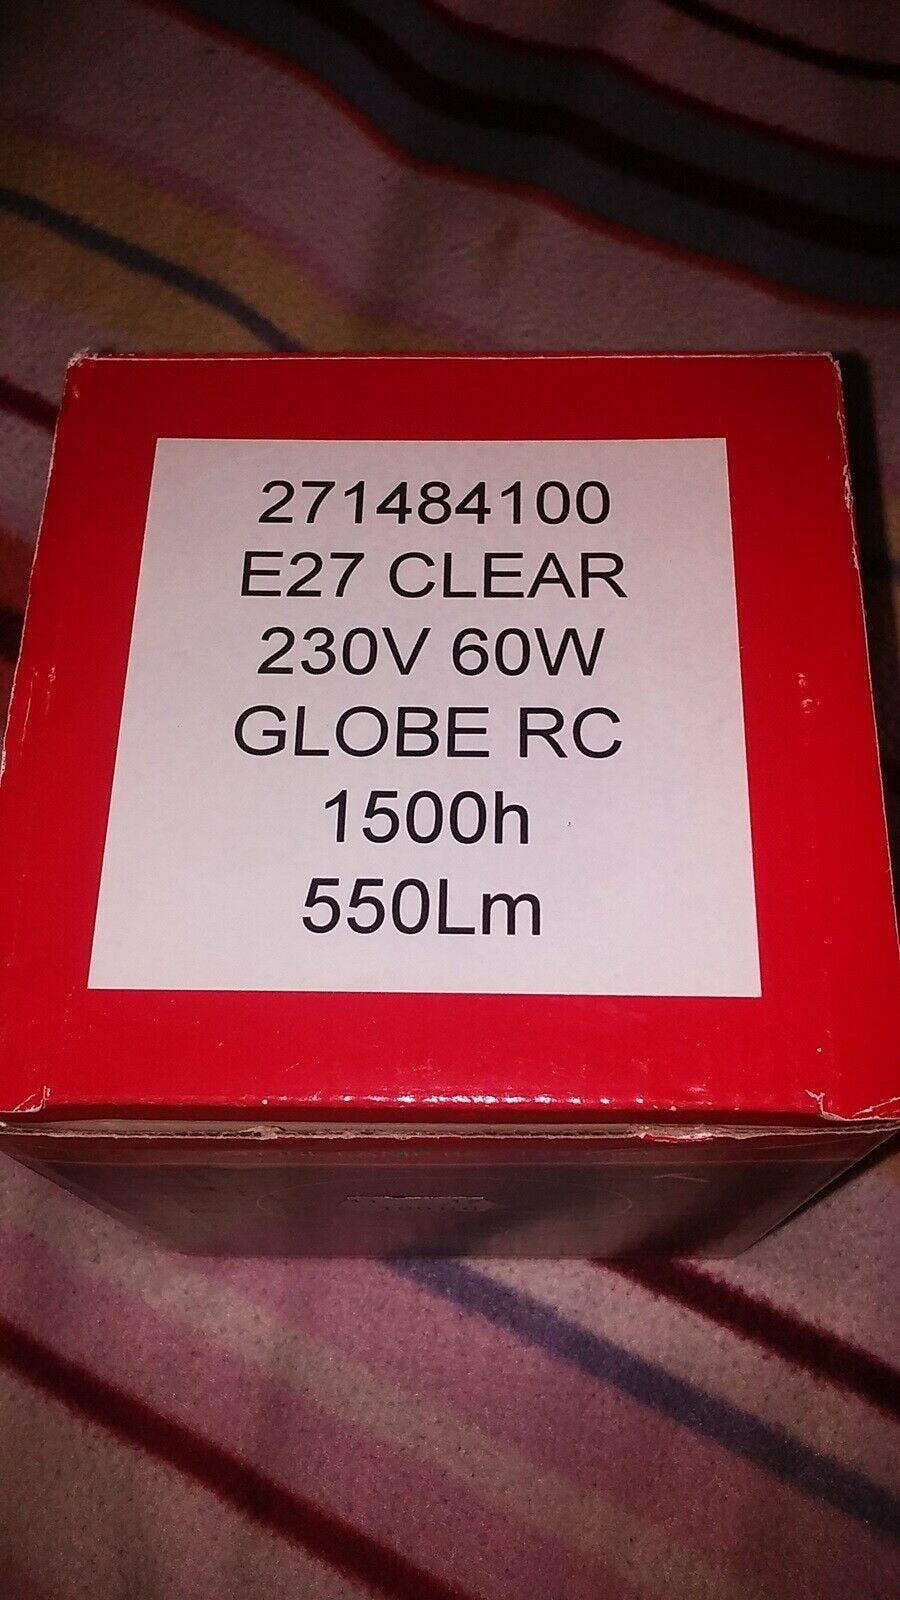 271484100
E27 CLEAR
230V 60W
GLOBE RC
1500h
550Lm